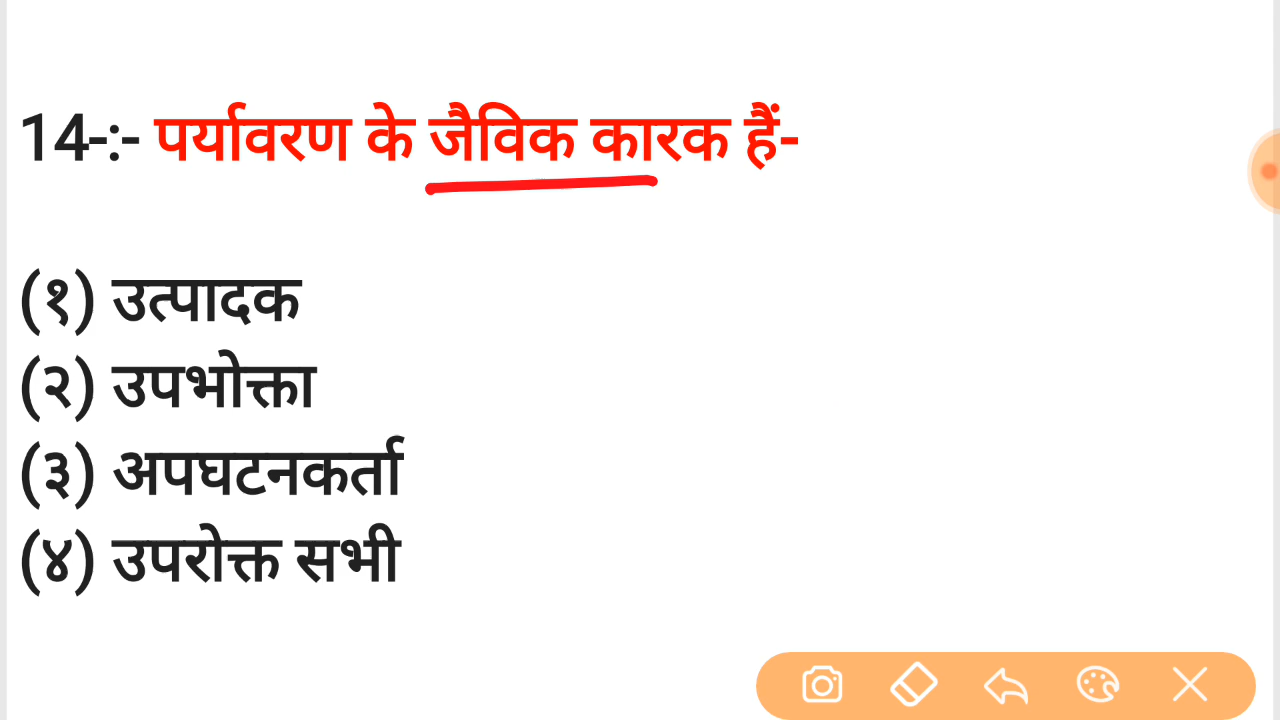 14-:- पर्यावरण के जैविक कारक हैं-
(१) उत्पादक
(२) उपभोक्ता
(३) अपघटनकर्ता
(४) उपरोक्त सभी